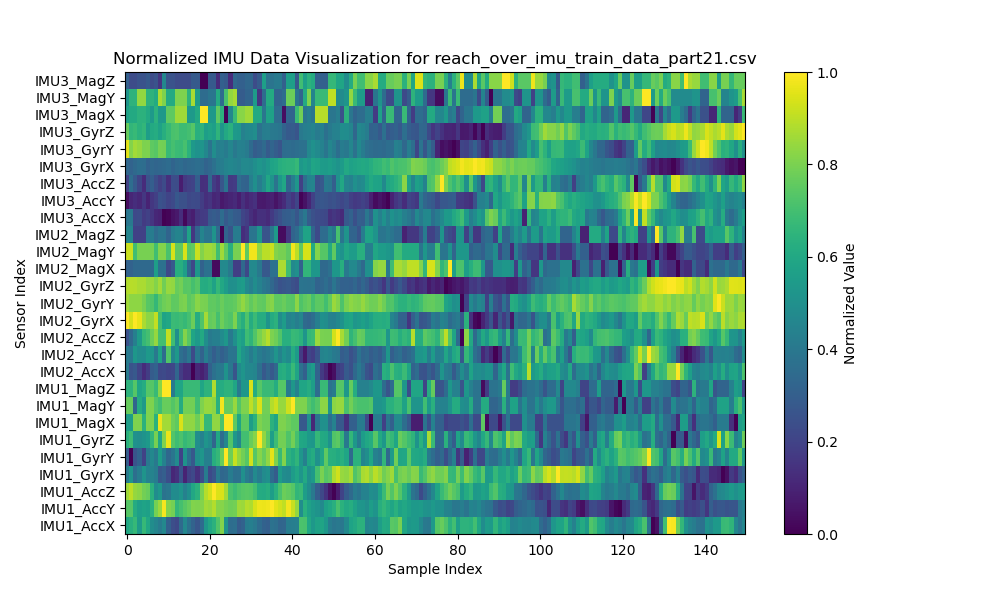 Normalized IMU Data Visualization for reach_over_imu_train_data_part21.csv
IMU3_MagZ
IMU3_MagY
IMU3_MagX
IMU3_GyrZ
IMU3_GyrY
IMU3_GyrX
IMU3_AccZ
IMU3_AccY
IMU3_AccX
IMU2_MagZ
IMU2_MagY
IMU2_MagX
IMU2_GyrZ
IMU2_GyrY
IMU2_GyrX
IMU2_AccZ
IMU2_AccY
IMU2_AccX
IMU1_MagZ
IMU1_MagY
IMU1_MagX
IMU1_GyrZ
IMU1_GyrY
IMU1_GyrX
IMU1_AccZ
IMU1_AccY
IMU1_AccX
Sensor Index
0 20 40 60 80 100 120 140
Sample Index
1.0
0.8
0.6
0.4
0.2
0.0
Normalized Value